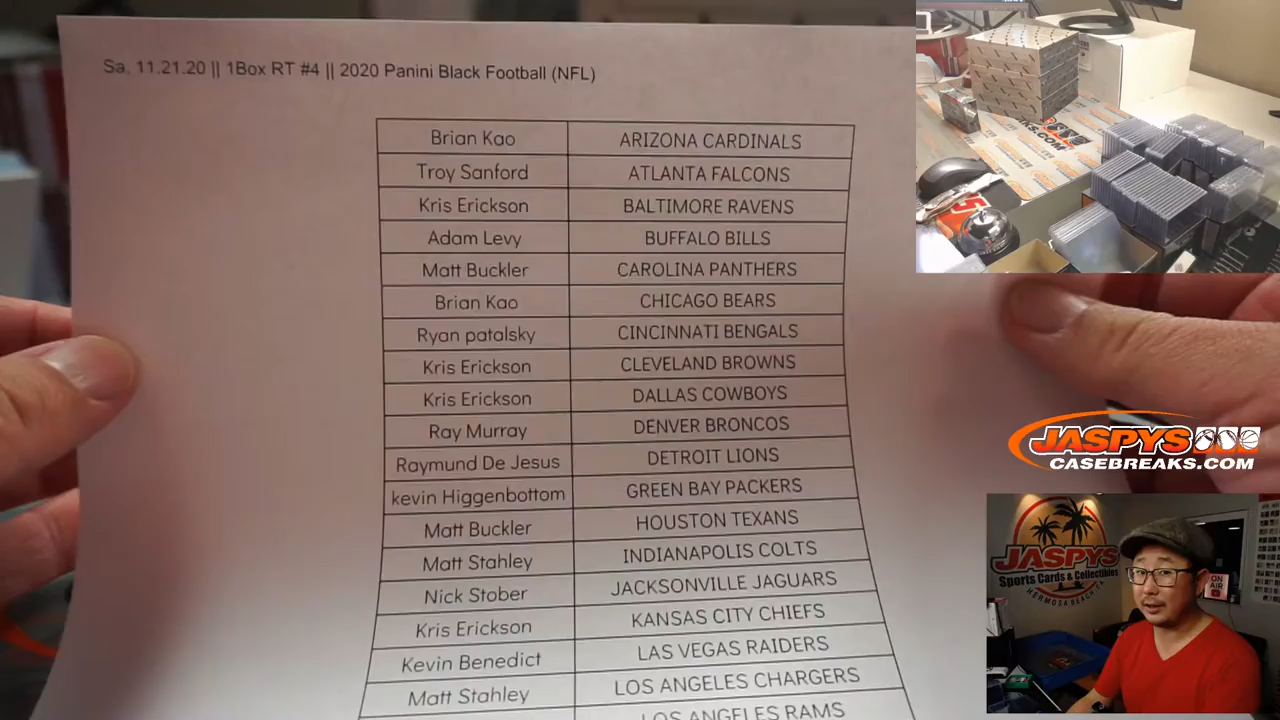 Sa, 11.21.20 || 1Box RT #4 || 2020 Panini Black Football (NFL)
Brian Kao ARIZONA CARDINALS
Troy Sanford ATLANTA FALCONS
Kris Erickson BALTIMORE RAVENS
Adam Levy BUFFALO BILLS
Matt Buckler CAROLINA PANTHERS
Brian Kao CHICAGO BEARS
Ryan patalsky CINCINNATI BENGALS
Kris Erickson CLEVELAND BROWNS
Kris Erickson DALLAS COWBOYS
Ray Murray DENVER BRONCOS
Raymund De Jesus DETROIT LIONS
kevin Higgenbottom GREEN BAY PACKERS
Matt Buckler HOUSTON TEXANS
Matt Stahley INDIANAPOLIS COLTS
Nick Stober JACKSONVILLE JAGUARS
Kris Erickson KANSAS CITY CHIEFS
Kevin Benedict LAS VEGAS RAIDERS
Matt Stahley LOS ANGELES CHARGERS
LOS ANGELES RAMS
JASPYS
CASEBREAKS.COM
JASPYS
Sports Cards & Collectibles
HERMOSA BEACH, CA
ON
AIR